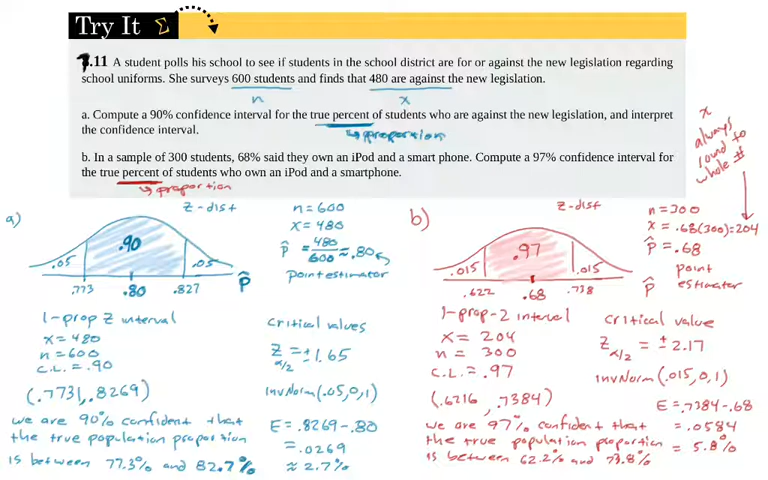 Try It Σ
7.11 A student polls his school to see if students in the school district are for or against the new legislation regarding
school uniforms. She surveys 600 students and finds that 480 are against the new legislation.
n x
a. Compute a 90% confidence interval for the true percent of students who are against the new legislation, and interpret
the confidence interval.
↳ proportion
b. In a sample of 300 students, 68% said they own an iPod and a smart phone. Compute a 97% confidence interval for
the true percent of students who own an iPod and a smartphone.
↳ proportion
x
always
round to
whole #
a)
z-dist
.90
.05 .05
.773 .80 .827 p̂
n=600
x=480
p̂ = 480/600 ≈ .80
point estimator
1-prop Z interval
x=480
n=600
C.L. = .90
(.7731, .8269)
critical values
Z α/2 = ±1.65
InvNorm(.05,0,1)
E = .8269-.80
= .0269
≈ 2.7%
we are 90% confident that
the true population proportion
is between 77.3% and 82.7%
b)
z-dist
.97
.015 .015
.622 .68 .738 p̂
n=300
x = .68(300)=204
p̂ = .68
point
estimator
1-prop-Z interval
x = 204
n = 300
C.L. = .97
(.6216, .7384)
critical value
Z α/2 = ±2.17
InvNorm(.015,0,1)
E=.7384-.68
= .0584
= 5.8%
we are 97% confident that
the true population proportion
is between 62.2% and 73.8%